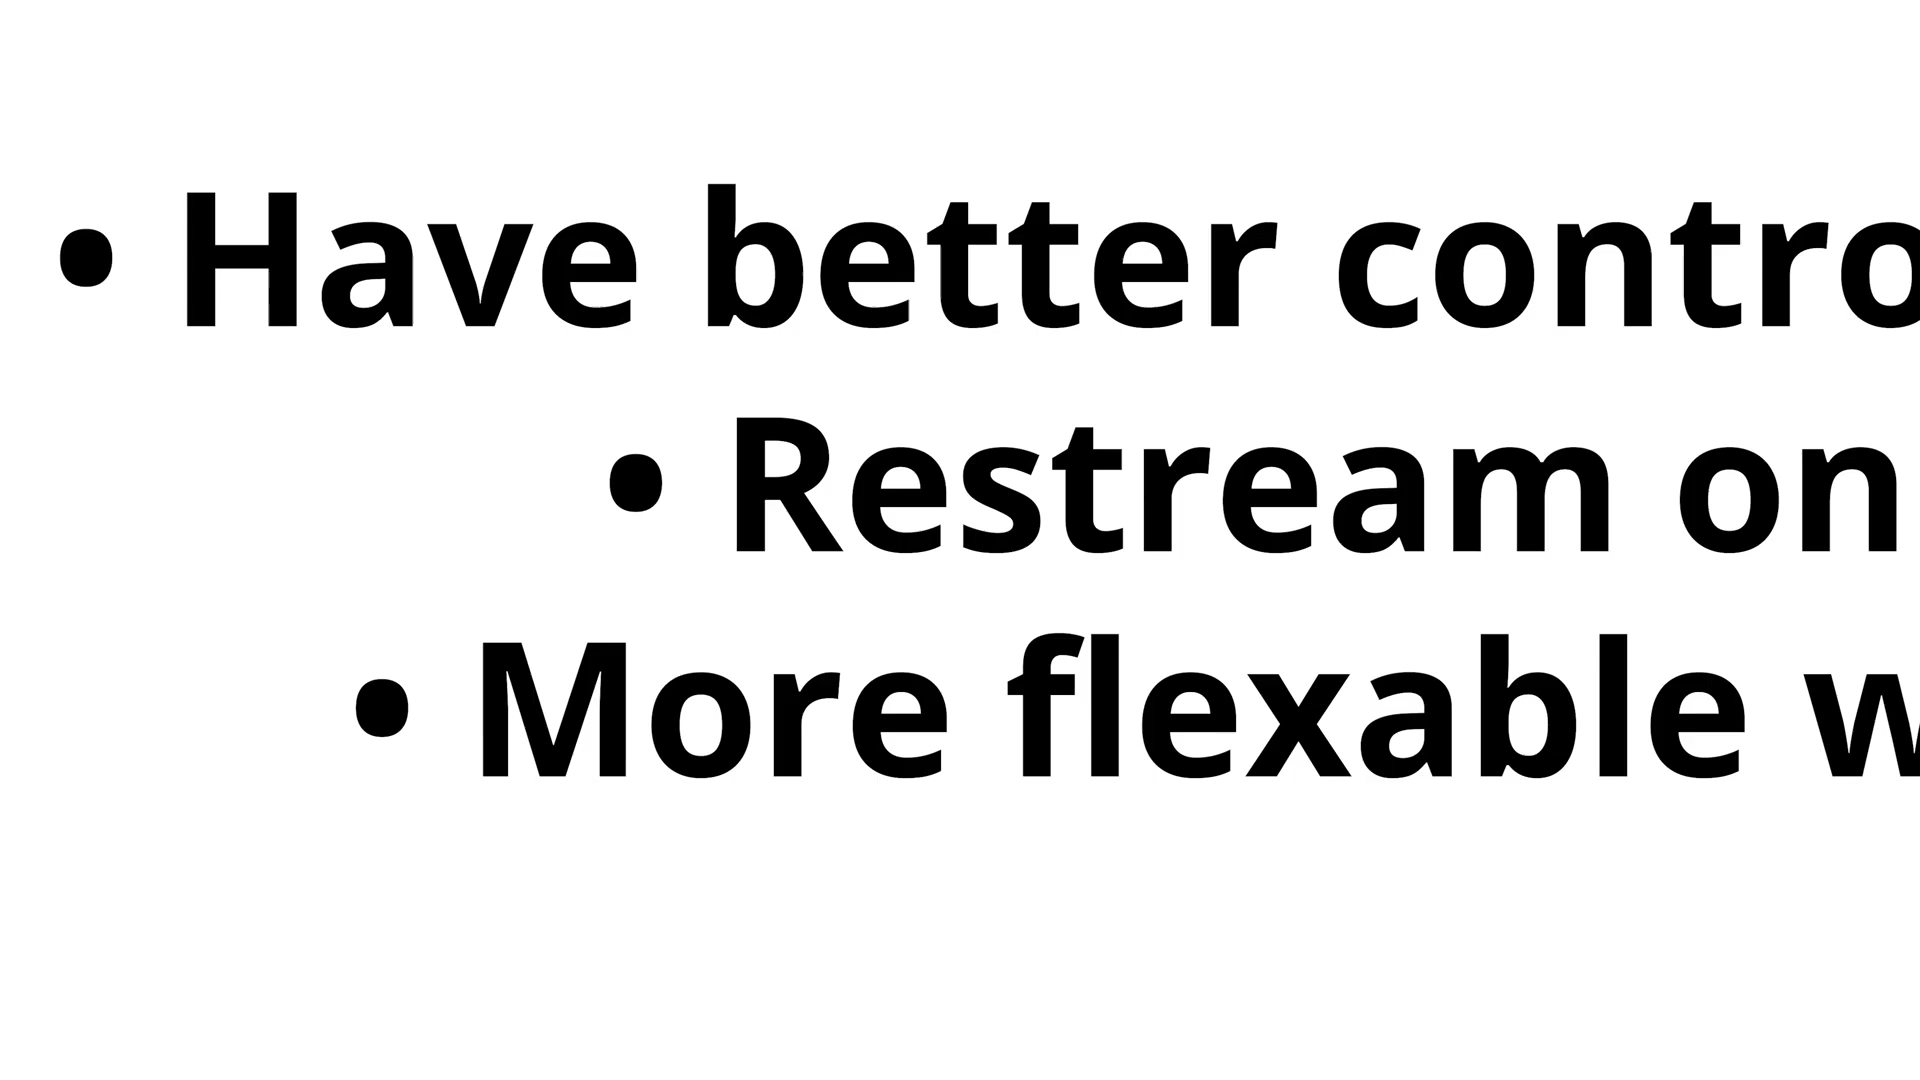 • Have better contro
• Restream on
• More flexable w